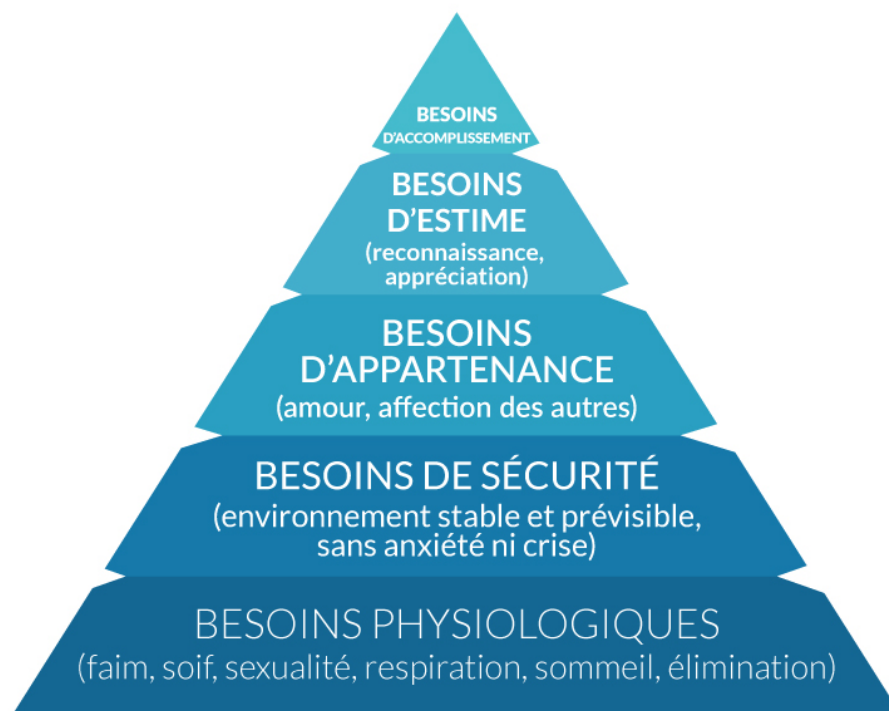 BESOINS
D'ACCOMPLISSEMENT
BESOINS
D'ESTIME
(reconnaissance,
appréciation)
BESOINS
D'APPARTENANCE
(amour, affection des autres)
BESOINS DE SÉCURITÉ
(environnement stable et prévisible,
sans anxiété ni crise)
BESOINS PHYSIOLOGIQUES
(faim, soif, sexualité, respiration, sommeil, élimination)